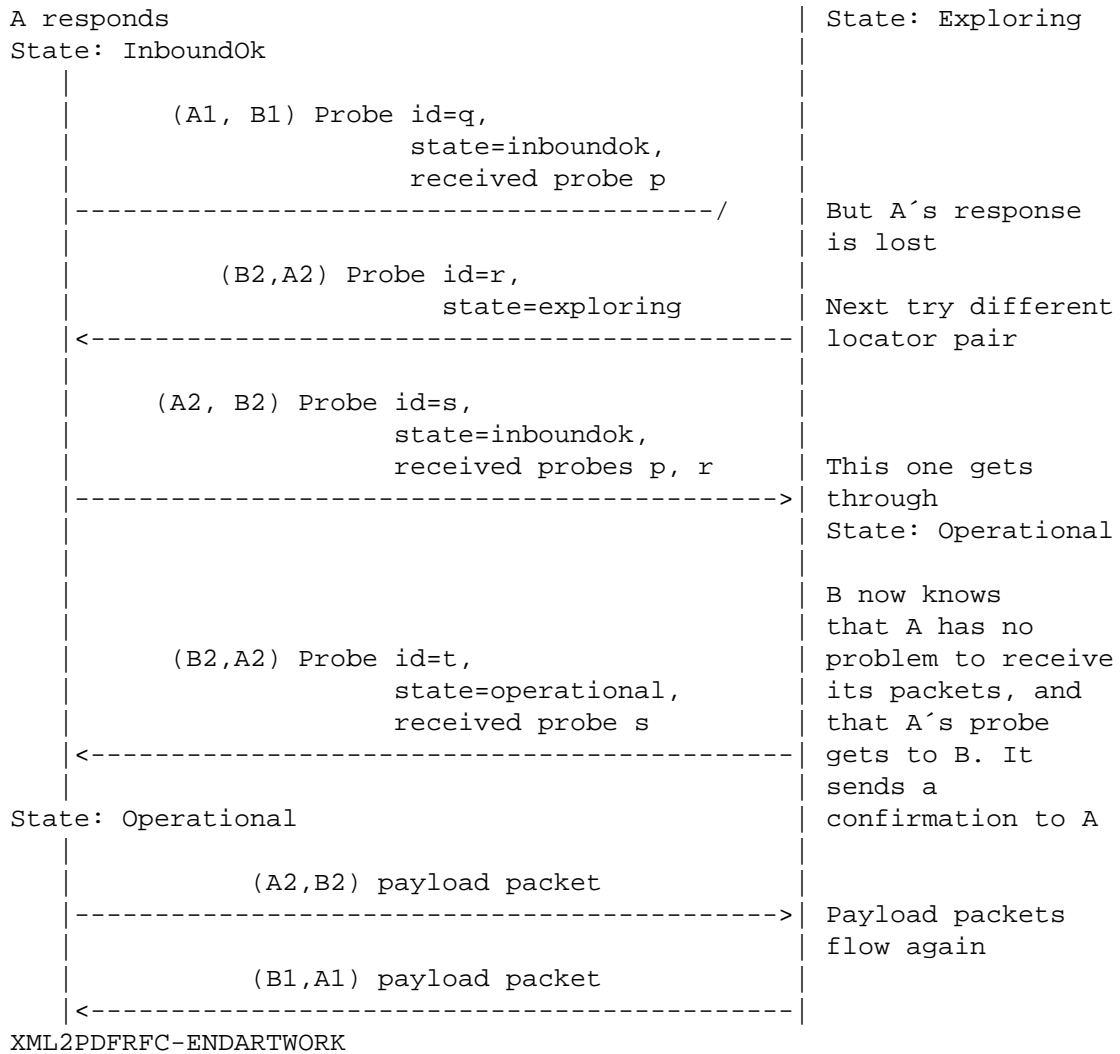 A responds | State: Exploring
State: InboundOk |
| |
| (A1, B1) Probe id=q, |
| state=inboundok, |
| received probe p |
|----------------------------------------/ | But A´s response
| | is lost
| (B2,A2) Probe id=r, |
| state=exploring | Next try different
|<--------------------------------------------| locator pair
| |
| (A2, B2) Probe id=s, |
| state=inboundok, |
| received probes p, r | This one gets
|-------------------------------------------->| through
| | State: Operational
| |
| | B now knows
| | that A has no
| (B2,A2) Probe id=t, | problem to receive
| state=operational, | its packets, and
| received probe s | that A´s probe
|<--------------------------------------------| gets to B. It
| | sends a
State: Operational | confirmation to A
| |
| (A2,B2) payload packet |
|-------------------------------------------->| Payload packets
| | flow again
| (B1,A1) payload packet |
|<--------------------------------------------|
XML2PDFRFC-ENDARTWORK